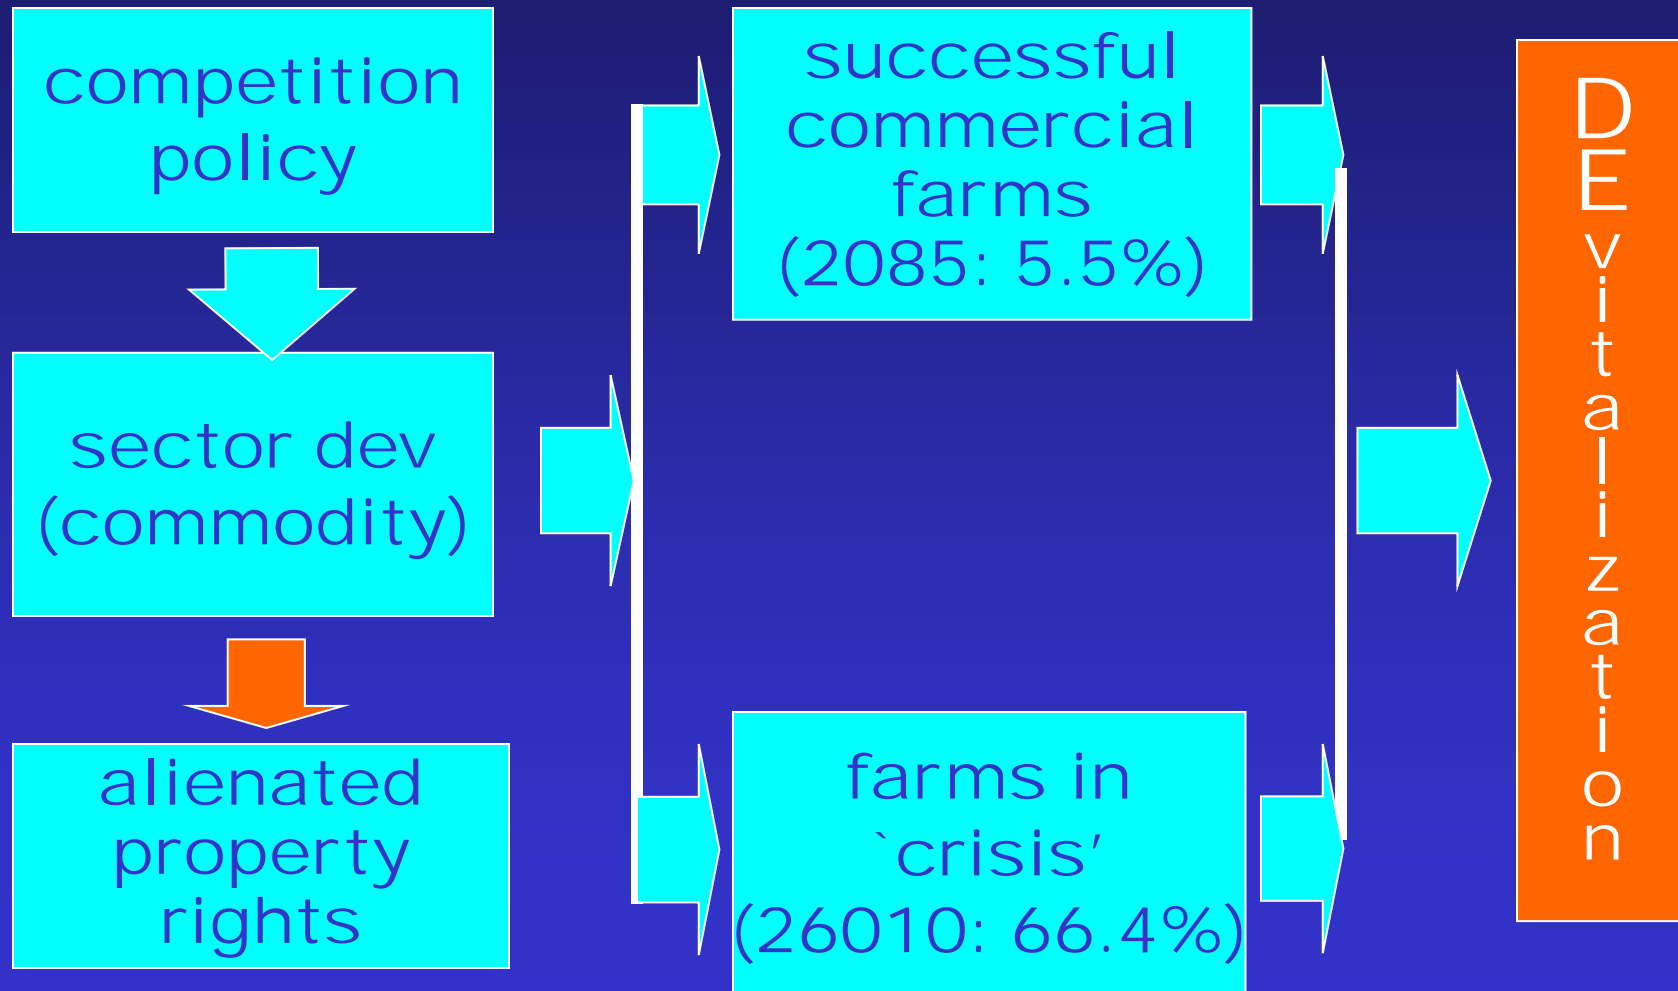 competition
policy
sector dev
(commodity)
alienated
property
rights
successful
commercial
farms
(2085: 5.5%)
farms in
`crisis'
(26010: 66.4%)
D
E
v
i
t
a
l
i
z
a
t
i
o
n